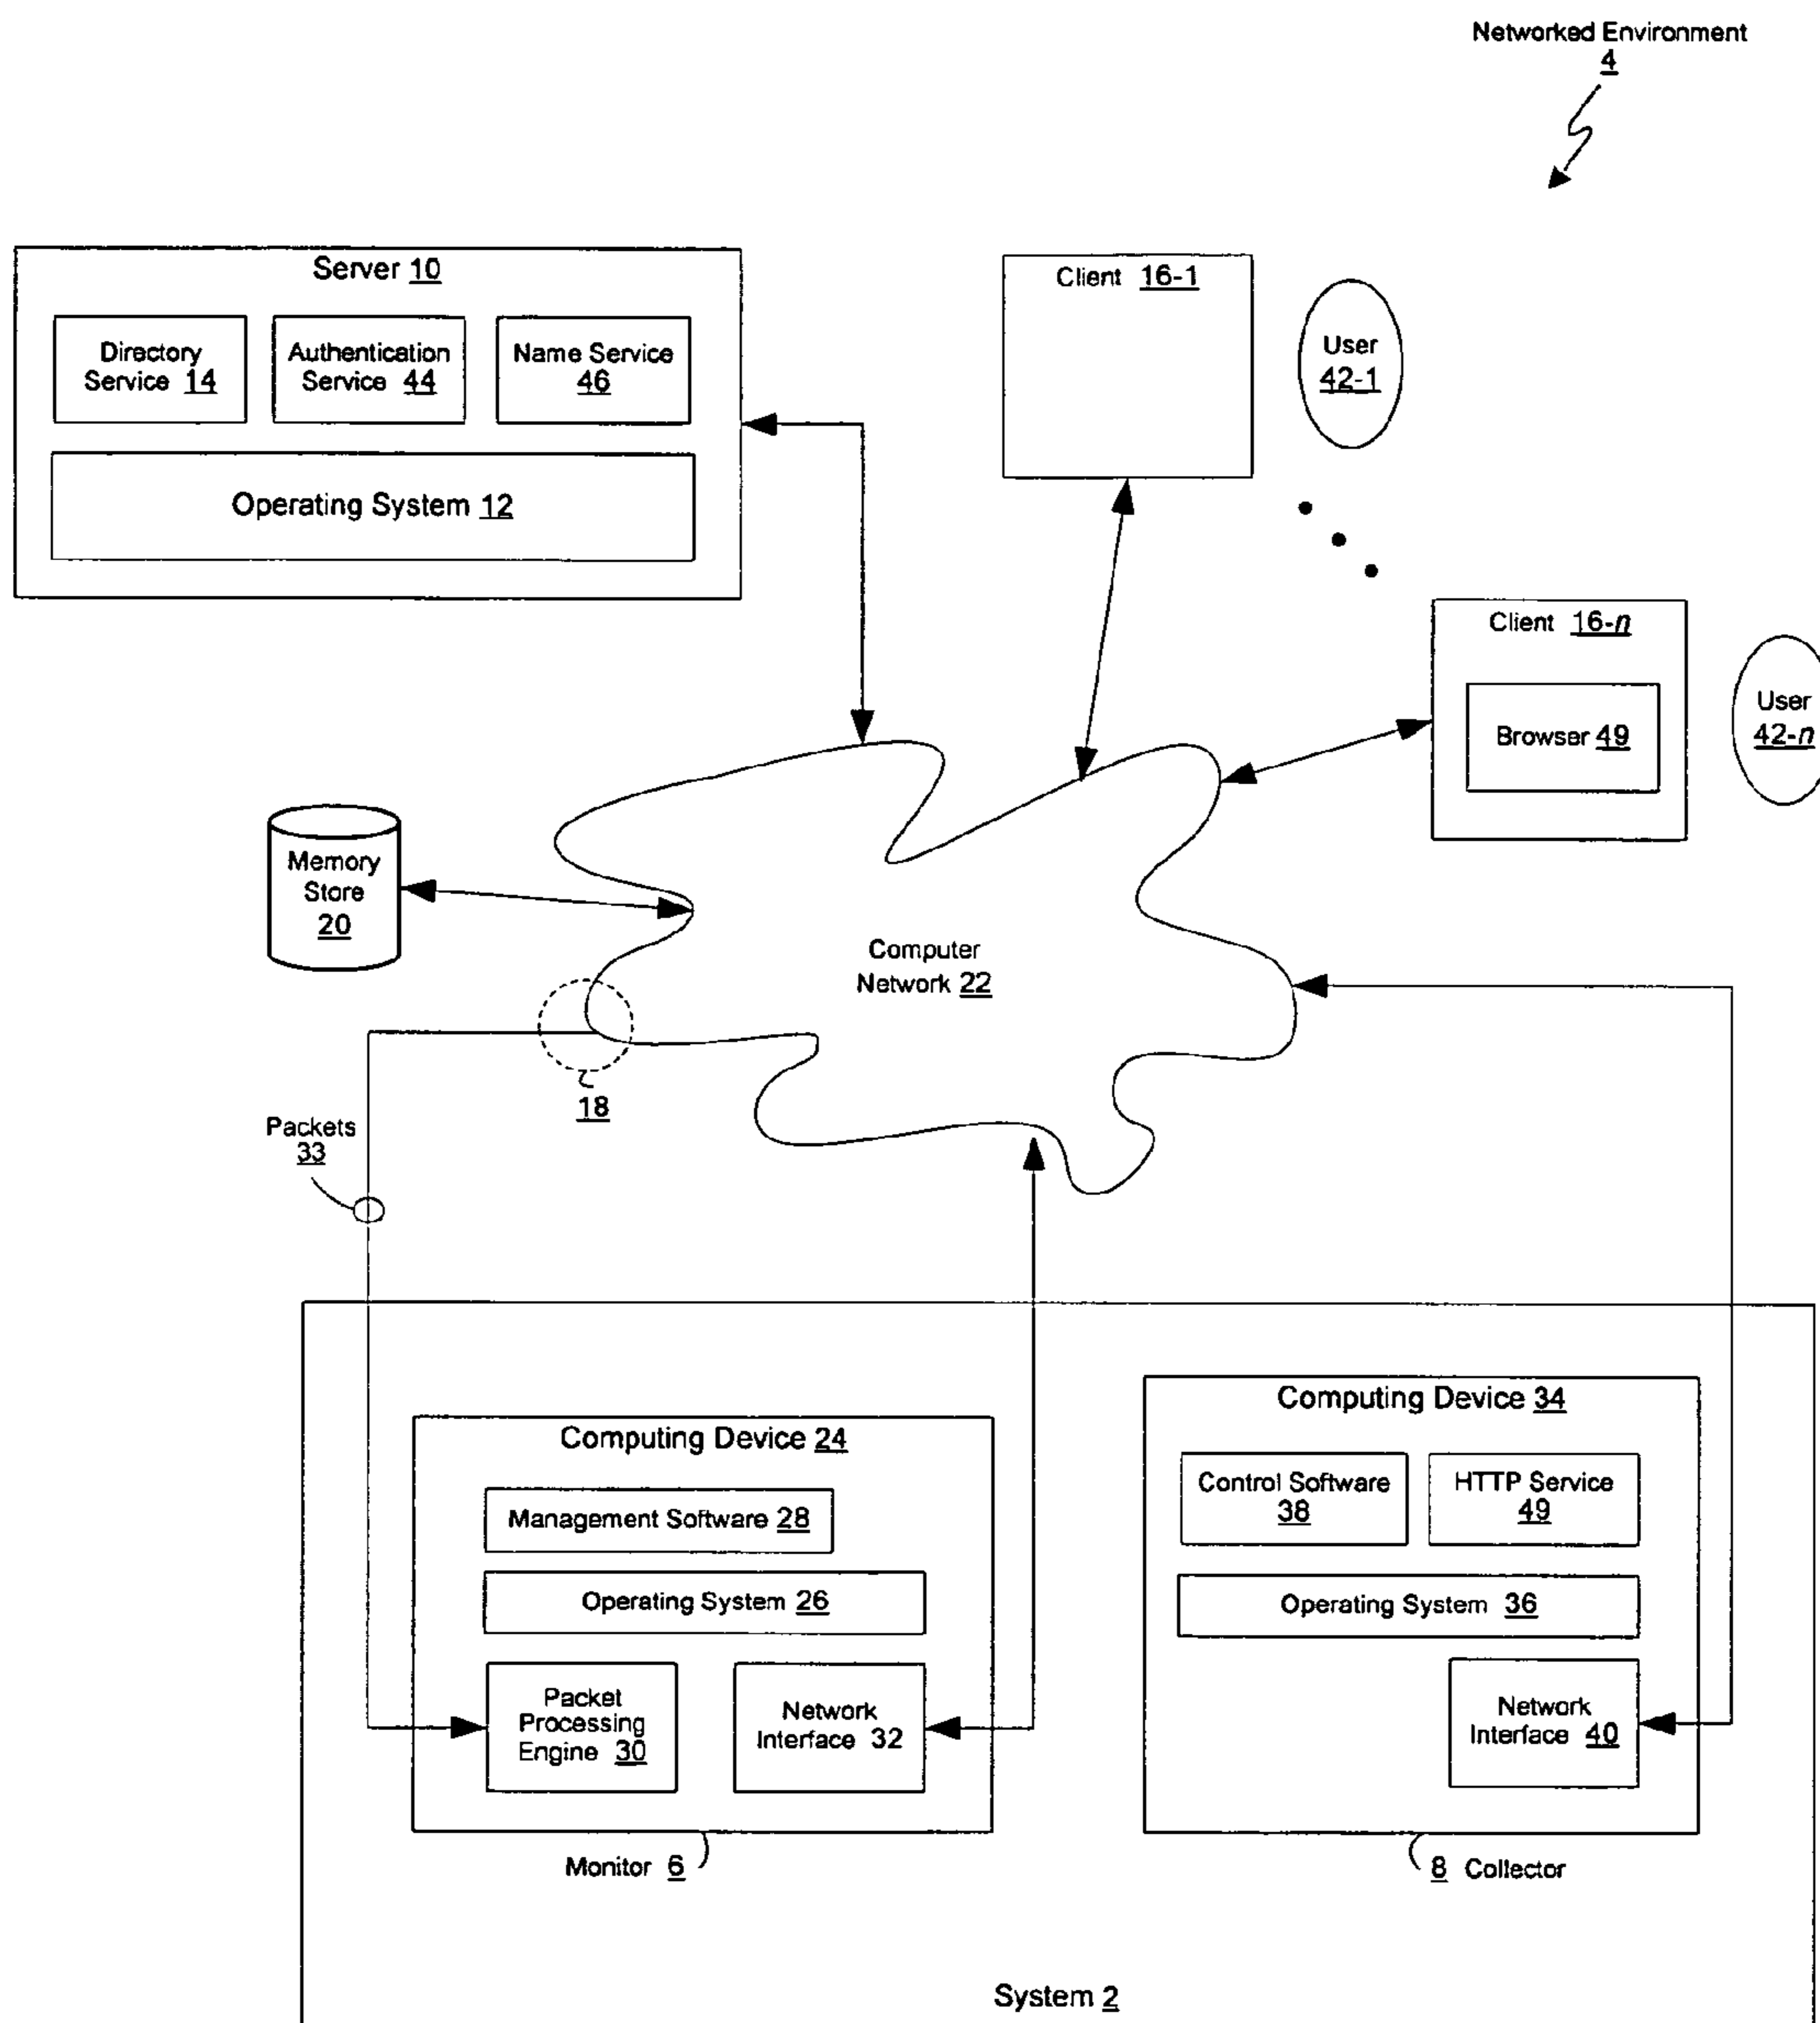 Networked Environment
4
Server 10
Directory
Service 14
Authentication
Service 44
Name Service
46
Operating System 12
Client 16-1
User
42-1
Client 16-n
Browser 49
User
42-n
Memory
Store
20
Computer
Network 22
18
Packets
33
Computing Device 24
Management Software 28
Operating System 26
Packet
Processing
Engine 30
Network
Interface 32
Monitor 6
Computing Device 34
Control Software
38
HTTP Service
49
Operating System 36
Network
Interface 40
8 Collector
System 2